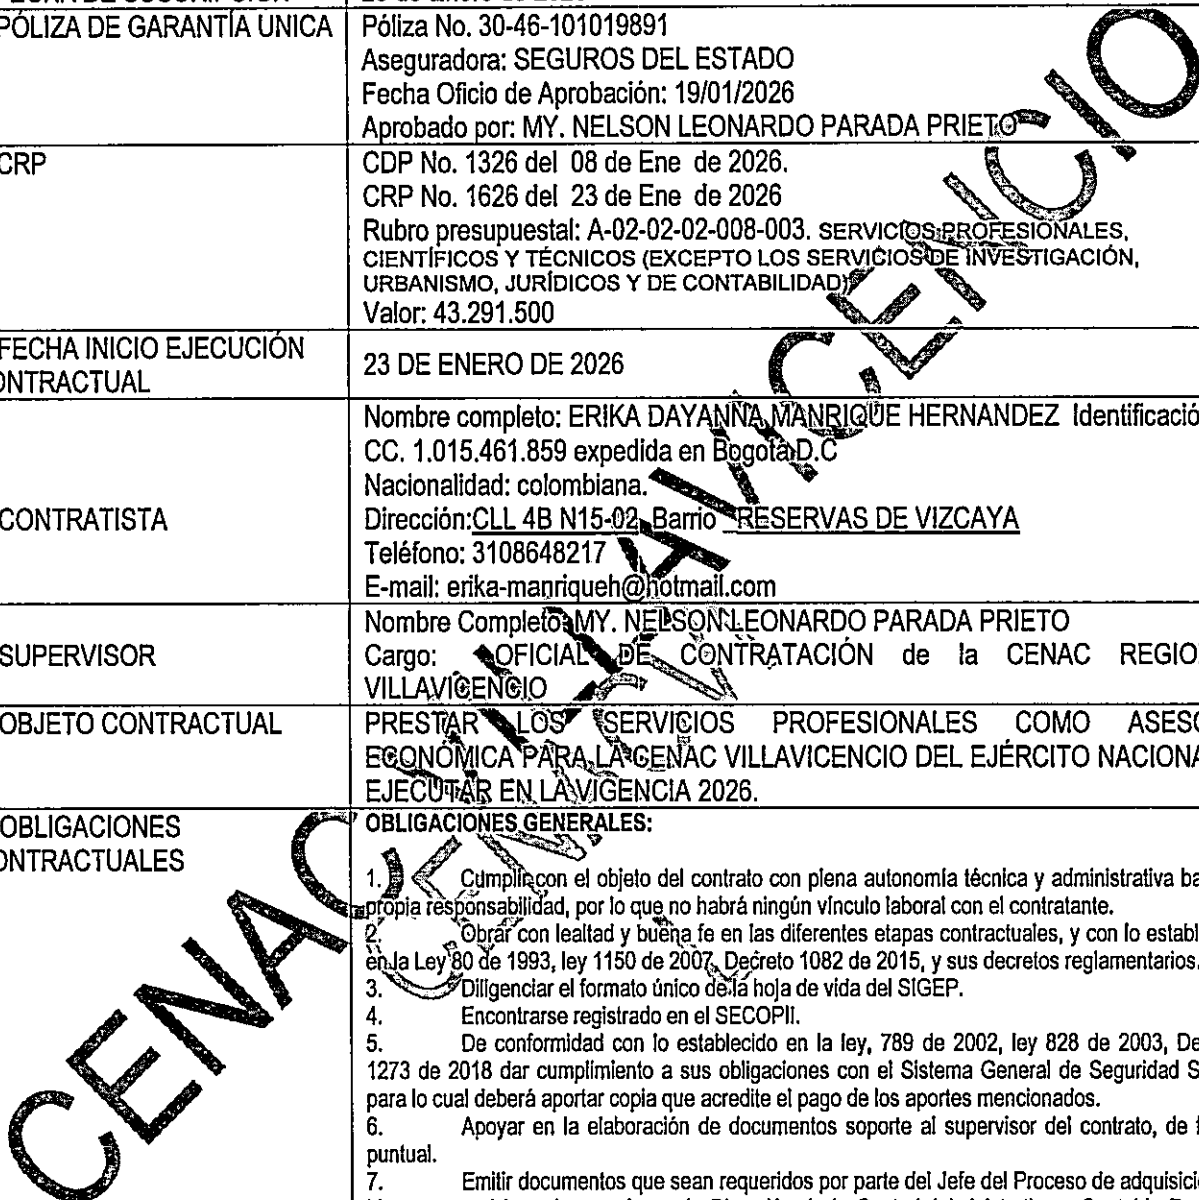 PÓLIZA DE GARANTÍA UNICA
Póliza No. 30-46-101019891
Aseguradora: SEGUROS DEL ESTADO
Fecha Oficio de Aprobación: 19/01/2026
Aprobado por: MY. NELSON LEONARDO PARADA PRIETO
CRP
CDP No. 1326 del 08 de Ene de 2026.
CRP No. 1626 del 23 de Ene de 2026
Rubro presupuestal: A-02-02-02-008-003. SERVICIOS PROFESIONALES,
CIENTÍFICOS Y TÉCNICOS (EXCEPTO LOS SERVICIOS DE INVESTIGACIÓN,
URBANISMO, JURÍDICOS Y DE CONTABILIDAD)
Valor: 43.291.500
FECHA INICIO EJECUCIÓN
ONTRACTUAL
23 DE ENERO DE 2026
CONTRATISTA
Nombre completo: ERIKA DAYANNA MANRIQUE HERNANDEZ Identificació
CC. 1.015.461.859 expedida en Bogotá D.C
Nacionalidad: colombiana.
Dirección:CLL 4B N15-02 Barrio RESERVAS DE VIZCAYA
Teléfono: 3108648217
E-mail: erika-manriqueh@hotmail.com
SUPERVISOR
Nombre Completo: MY. NELSON LEONARDO PARADA PRIETO
Cargo: OFICIAL DE CONTRATACIÓN de la CENAC REGIO
VILLAVICENCIO
OBJETO CONTRACTUAL
PRESTAR LOS SERVICIOS PROFESIONALES COMO ASESO
ECONÓMICA PARA LA CENAC VILLAVICENCIO DEL EJÉRCITO NACIONA
EJECUTAR EN LA VIGENCIA 2026.
OBLIGACIONES
ONTRACTUALES
OBLIGACIONES GENERALES:
1. Cumplir con el objeto del contrato con plena autonomía técnica y administrativa ba
propia responsabilidad, por lo que no habrá ningún vínculo laboral con el contratante.
2. Obrar con lealtad y buena fe en las diferentes etapas contractuales, y con lo establ
en la Ley 80 de 1993, ley 1150 de 2007, Decreto 1082 de 2015, y sus decretos reglamentarios.
3. Diligenciar el formato único de la hoja de vida del SIGEP.
4. Encontrarse registrado en el SECOPII.
5. De conformidad con lo establecido en la ley, 789 de 2002, ley 828 de 2003, De
1273 de 2018 dar cumplimiento a sus obligaciones con el Sistema General de Seguridad S
para lo cual deberá aportar copia que acredite el pago de los aportes mencionados.
6. Apoyar en la elaboración de documentos soporte al supervisor del contrato, de f
puntual.
7. Emitir documentos que sean requeridos por parte del Jefe del Proceso de adquisici
CENAC